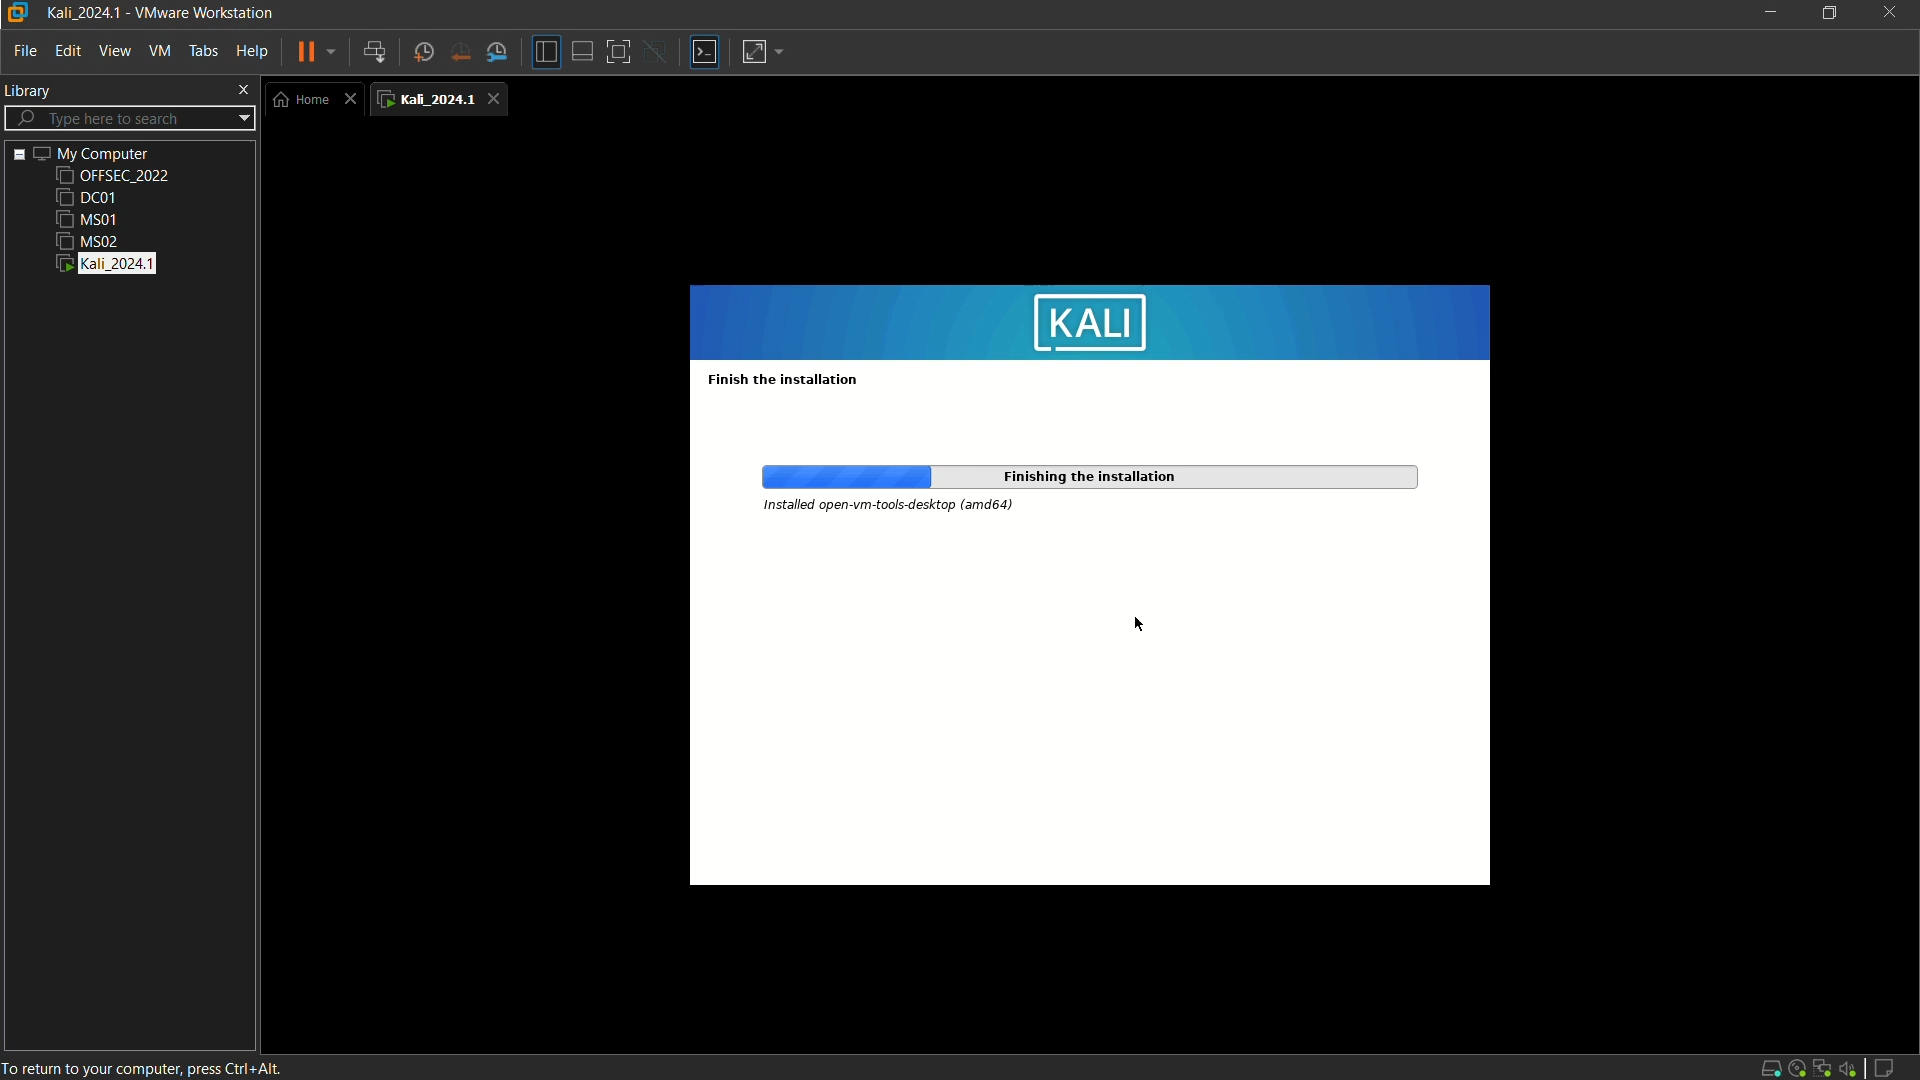 Kali_2024.1 - VMware Workstation
File Edit View VM Tabs Help
Library
Type here to search
Home
Kali_2024.1
My Computer
OFFSEC_2022
DC01
MS01
MS02
Kali_2024.1
KALI
Finish the installation
Finishing the installation
Installed open-vm-tools-desktop (amd64)
To return to your computer, press Ctrl+Alt.